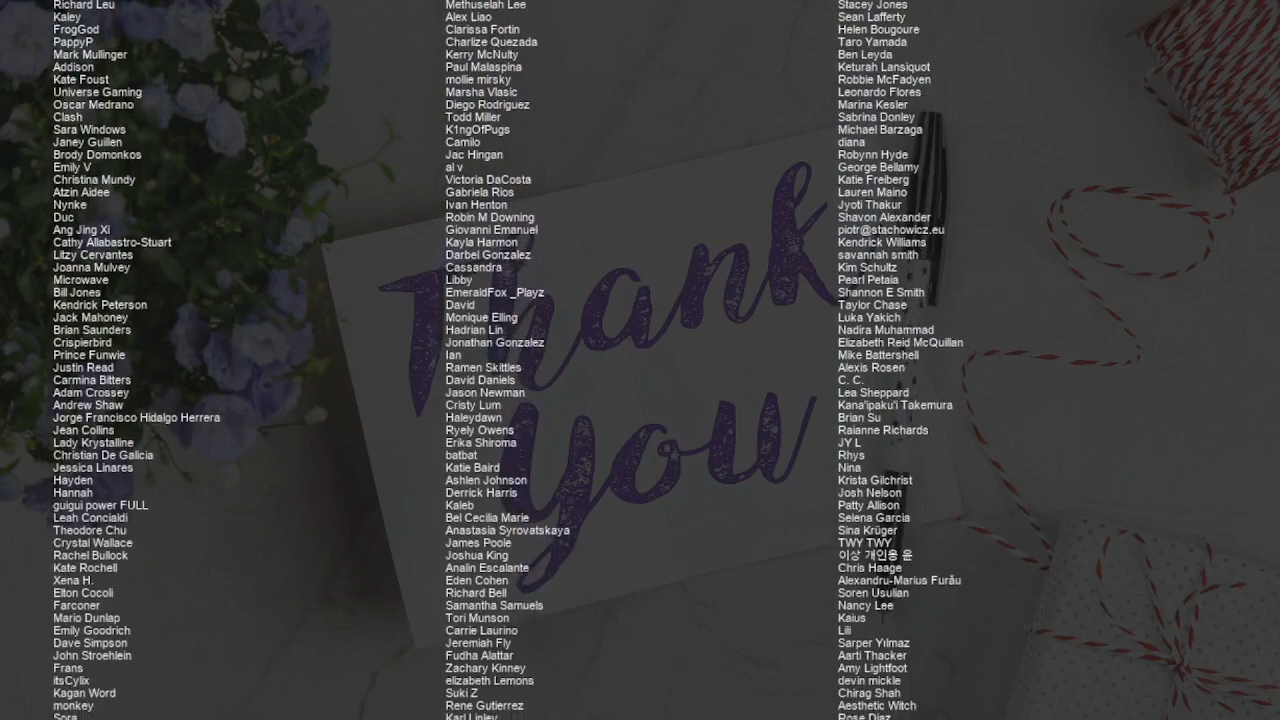 Richard Leu
Kaley
FrogGod
PappyP
Mark Mullinger
Addison
Kate Foust
Universe Gaming
Oscar Medrano
Clash
Sara Windows
Janey Guillen
Brody Domonkos
Emily V
Christina Mundy
Atzin Aidee
Nynke
Duc
Ang Jing Xi
Cathy Allabastro-Stuart
Litzy Cervantes
Joanna Mulvey
Microwave
Bill Jones
Kendrick Peterson
Jack Mahoney
Brian Saunders
Crispierbird
Prince Funwie
Justin Read
Carmina Bitters
Adam Crossey
Andrew Shaw
Jorge Francisco Hidalgo Herrera
Jean Collins
Lady Krystalline
Christian De Galicia
Jessica Linares
Hayden
Hannah
guigui power FULL
Leah Concialdi
Theodore Chu
Crystal Wallace
Rachel Bullock
Kate Rochell
Xena H.
Elton Cocoli
Farconer
Mario Dunlap
Emily Goodrich
Dave Simpson
John Stroehlein
Frans
itsCylix
Kagan Word
monkey
Sora
Methuselah Lee
Alex Liao
Clarissa Fortin
Charlize Quezada
Kerry McNulty
Paul Malaspina
mollie mirsky
Marsha Vlasic
Diego Rodriguez
Todd Miller
K1ngOfPugs
Camilo
Jac Hingan
al v
Victoria DaCosta
Gabriela Rios
Ivan Henton
Robin M Downing
Giovanni Emanuel
Kayla Harmon
Darbel Gonzalez
Cassandra
Libby
EmeraldFox _Playz
David
Monique Elling
Hadrian Lin
Jonathan Gonzalez
Ian
Ramen Skittles
David Daniels
Jason Newman
Cristy Lum
Haleydawn
Ryely Owens
Erika Shiroma
batbat
Katie Baird
Ashlen Johnson
Derrick Harris
Kaleb
Bel Cecilia Marie
Anastasia Syrovatskaya
James Poole
Joshua King
Analin Escalante
Eden Cohen
Richard Bell
Samantha Samuels
Tori Munson
Carrie Laurino
Jeremiah Fly
Fudha Alattar
Zachary Kinney
elizabeth Lemons
Suki Z
Rene Gutierrez
Karl Linley
Stacey Jones
Sean Lafferty
Helen Bougoure
Taro Yamada
Ben Leyda
Keturah Lansiquot
Robbie McFadyen
Leonardo Flores
Marina Kesler
Sabrina Donley
Michael Barzaga
diana
Robynn Hyde
George Bellamy
Katie Freiberg
Lauren Maino
Jyoti Thakur
Shavon Alexander
piotr@stachowicz.eu
Kendrick Williams
savannah smith
Kim Schultz
Pearl Petaia
Shannon E Smith
Taylor Chase
Luka Yakich
Nadira Muhammad
Elizabeth Reid McQuillan
Mike Battershell
Alexis Rosen
C. C.
Lea Sheppard
Kana'ipaku'i Takemura
Brian Su
Raianne Richards
JY L
Rhys
Nina
Krista Gilchrist
Josh Nelson
Patty Allison
Selena Garcia
Sina Krüger
TWY TWY
이상 개인용 윤
Chris Haage
Alexandru-Marius Furău
Soren Usulian
Nancy Lee
Kaius
Lili
Sarper Yılmaz
Aarti Thacker
Amy Lightfoot
devin mickle
Chirag Shah
Aesthetic Witch
Rose Diaz
Thank
you